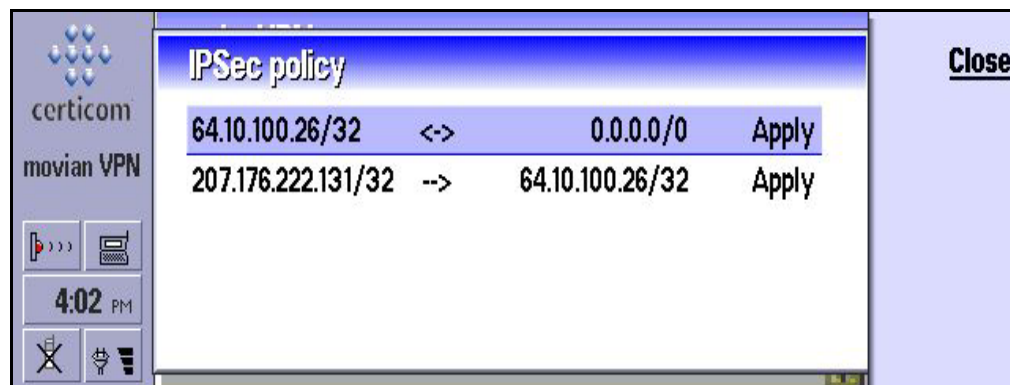 certicom
movian VPN
4:02 PM
IPSec policy
64.10.100.26/32 <-> 0.0.0.0/0 Apply
207.176.222.131/32 --> 64.10.100.26/32 Apply
Close